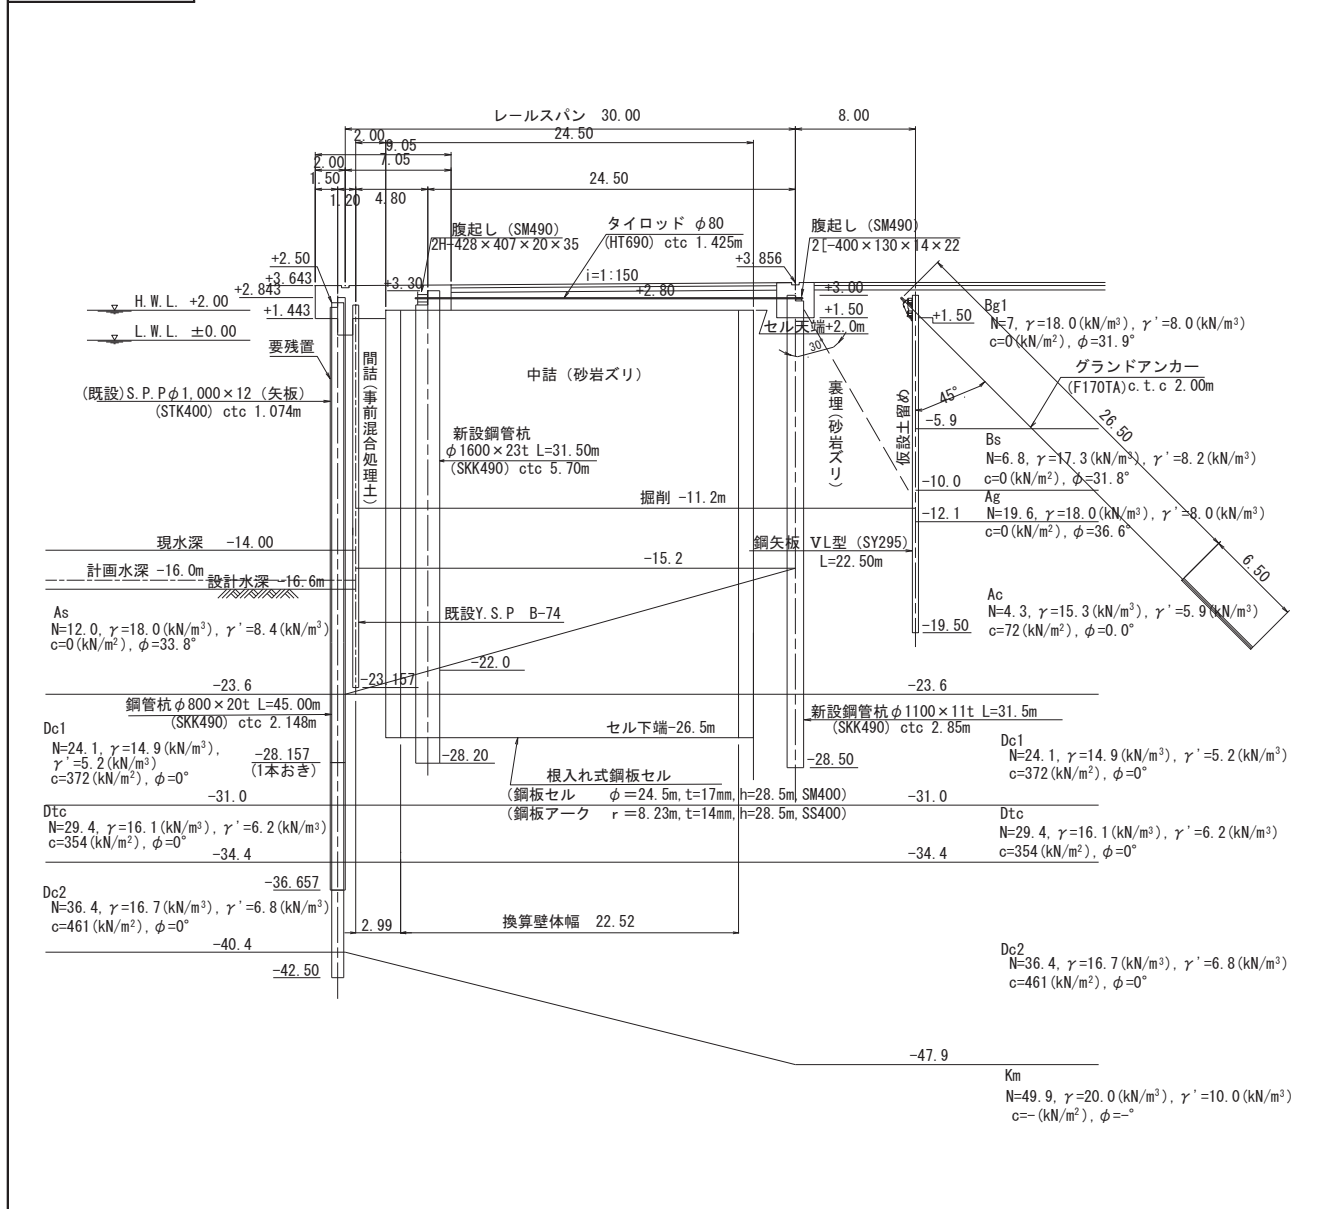 レールスパン 30.00
8.00
2.00
24.50
9.05
2.00
7.05
1.50
24.50
1.20
4.80
腹起し (SM490)
2H-428×407×20×35
タイロッド φ80
(HT690) ctc 1.425m
腹起し (SM490)
2[-400×130×14×22
+2.50
+3.643
+2.843
+3.30
i=1:150
+2.80
+3.856
+3.00
H.W.L. +2.00
+1.443
+1.50
セル天端+2.0m
+1.50
L.W.L. ±0.00
30°
要残置
Bg1
N=7, γ=18.0(kN/m³), γ'=8.0(kN/m³)
c=0(kN/m²), φ=31.9°
間詰(事前混合処理土)
中詰 (砂岩ズリ)
裏埋(砂岩ズリ)
仮設土留め
45°
グランドアンカー
(F170TA)c.t.c 2.00m
26.50
6.50
(既設)S.P.Pφ1,000×12 (矢板)
(STK400) ctc 1.074m
新設鋼管杭
φ1600×23t L=31.50m
(SKK490) ctc 5.70m
-5.9
Bs
N=6.8, γ=17.3(kN/m³), γ'=8.2(kN/m³)
c=0(kN/m²), φ=31.8°
掘削 -11.2m
-10.0
Ag
N=19.6, γ=18.0(kN/m³), γ'=8.0(kN/m³)
c=0(kN/m²), φ=36.6°
-12.1
現水深 -14.00
計画水深 -16.0m
設計水深 -16.6m
-15.2
鋼矢板 ⅤL型 (SY295)
L=22.50m
As
N=12.0, γ=18.0(kN/m³), γ'=8.4(kN/m³)
c=0(kN/m²), φ=33.8°
既設Y.S.P B-74
Ac
N=4.3, γ=15.3(kN/m³), γ'=5.9(kN/m³)
c=72(kN/m²), φ=0.0°
-19.50
-22.0
-23.157
-23.6
-23.6
鋼管杭φ800×20t L=45.00m
(SKK490) ctc 2.148m
新設鋼管杭φ1100×11t L=31.5m
(SKK490) ctc 2.85m
セル下端-26.5m
Dc1
N=24.1, γ=14.9(kN/m³),
γ'=5.2(kN/m³)
c=372(kN/m²), φ=0°
-28.157
(1本おき)
-28.20
-28.50
Dc1
N=24.1, γ=14.9(kN/m³), γ'=5.2(kN/m³)
c=372(kN/m²), φ=0°
根入れ式鋼板セル
(鋼板セル φ=24.5m,t=17mm,h=28.5m,SM400)
(鋼板アーク r=8.23m,t=14mm,h=28.5m,SS400)
-31.0
-31.0
Dtc
N=29.4, γ=16.1(kN/m³), γ'=6.2(kN/m³)
c=354(kN/m²), φ=0°
Dtc
N=29.4, γ=16.1(kN/m³), γ'=6.2(kN/m³)
c=354(kN/m²), φ=0°
-34.4
-34.4
-36.657
Dc2
N=36.4, γ=16.7(kN/m³), γ'=6.8(kN/m³)
c=461(kN/m²), φ=0°
2.99
換算壁体幅 22.52
-40.4
-42.50
Dc2
N=36.4, γ=16.7(kN/m³), γ'=6.8(kN/m³)
c=461(kN/m²), φ=0°
-47.9
Km
N=49.9, γ=20.0(kN/m³), γ'=10.0(kN/m³)
c=-(kN/m²), φ=-°